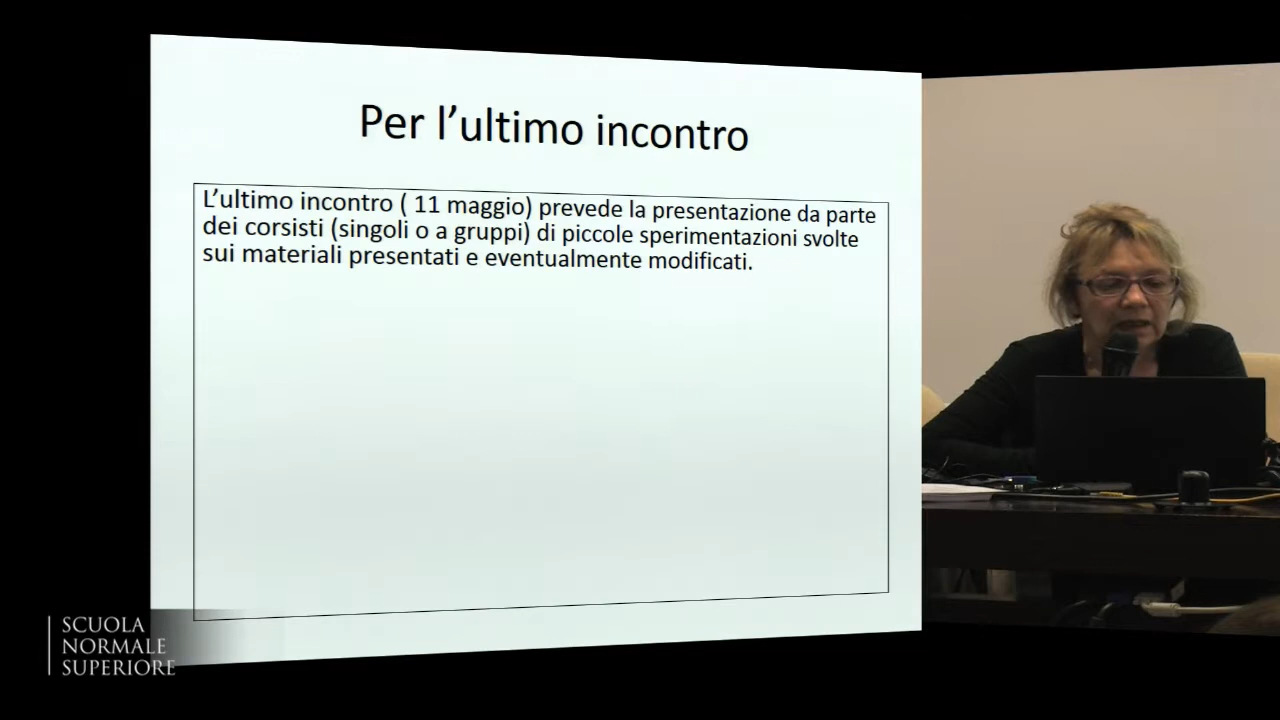 Per l’ultimo incontro
L’ultimo incontro ( 11 maggio) prevede la presentazione da parte
dei corsisti (singoli o a gruppi) di piccole sperimentazioni svolte
sui materiali presentati e eventualmente modificati.
SCUOLA
NORMALE
SUPERIORE